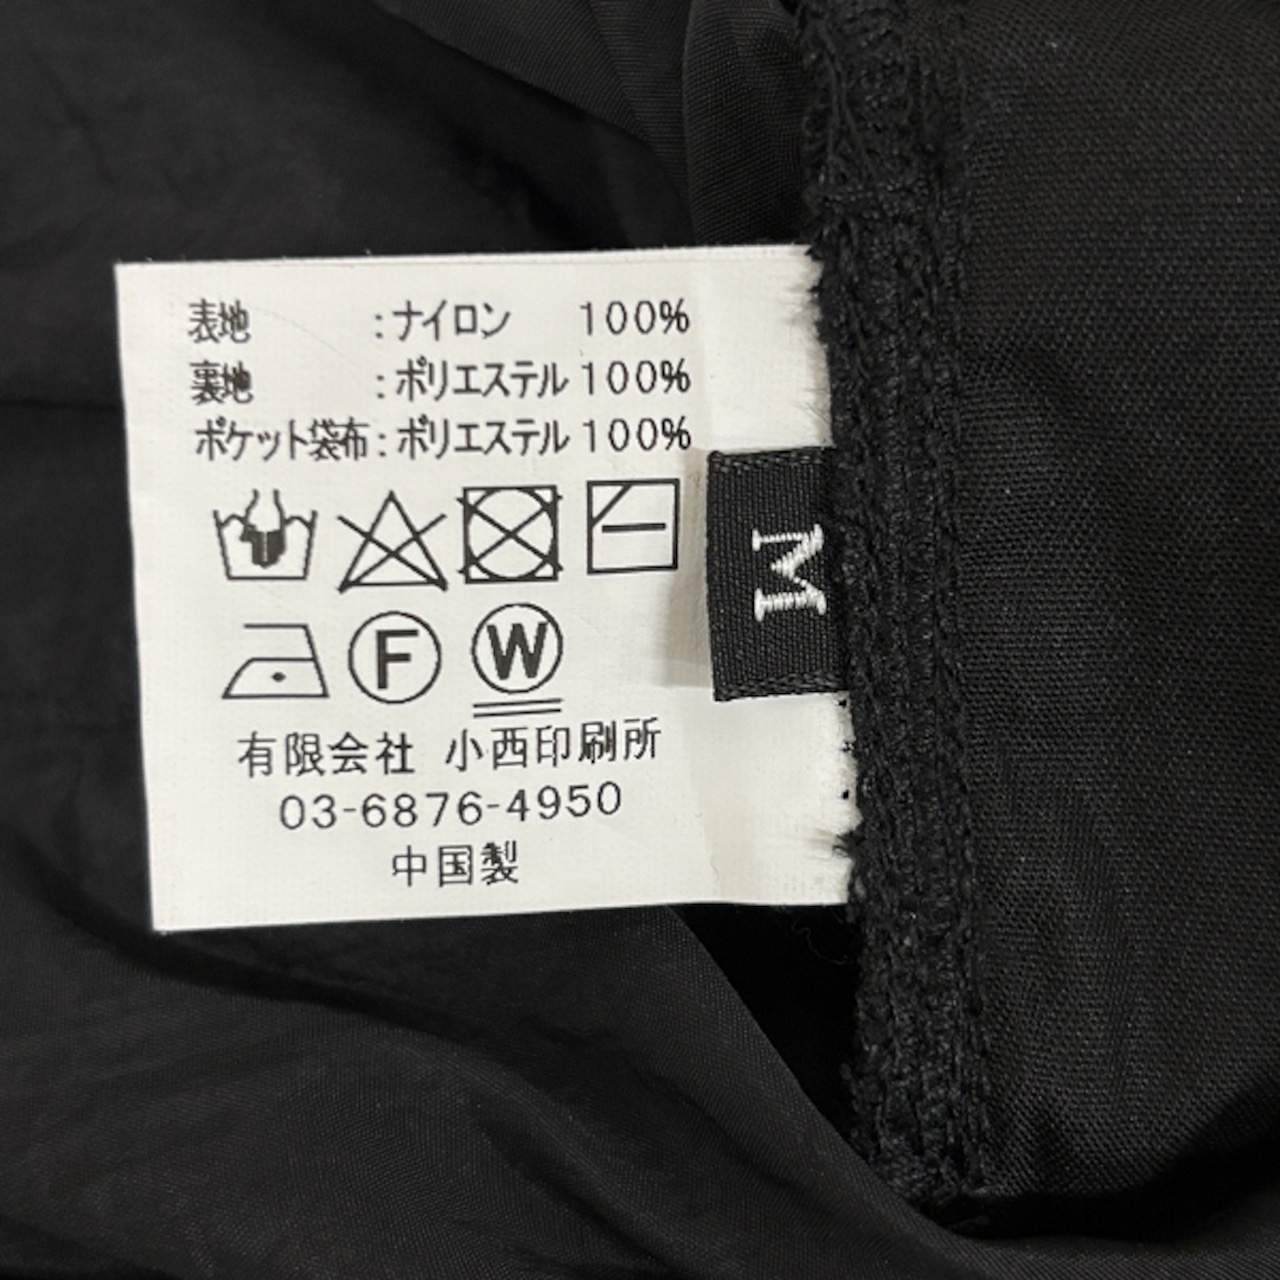 表地 :ナイロン 100%
裏地 :ポリエステル 100%
ポケット袋布:ポリエステル 100%
M
F W
有限会社 小西印刷所
03-6876-4950
中国製